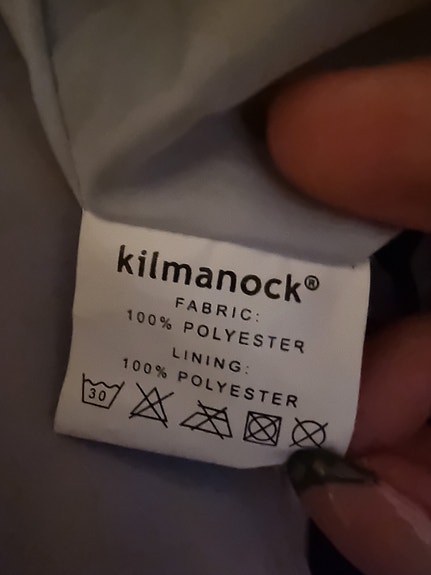 kilmanock®
FABRIC:
100% POLYESTER
LINING:
100% POLYESTER
30